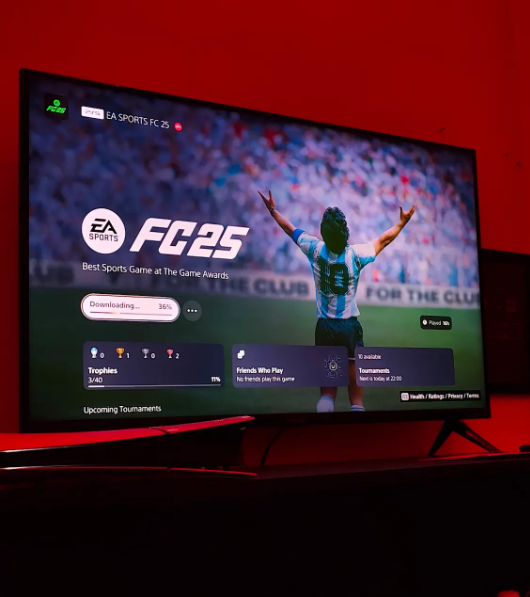 FC25
PS5 EA SPORTS FC 25
EA
SPORTS
FC25
Best Sports Game at The Game Awards
THE CLUB
FOR THE CLUB
10
Downloading... 36%
Played
0 1 0 2
Trophies
3/40 11%
Friends Who Play
No friends play this game
10 available
Tournaments
Next is today at 22:00
Health / Ratings / Privacy / Terms
Upcoming Tournaments